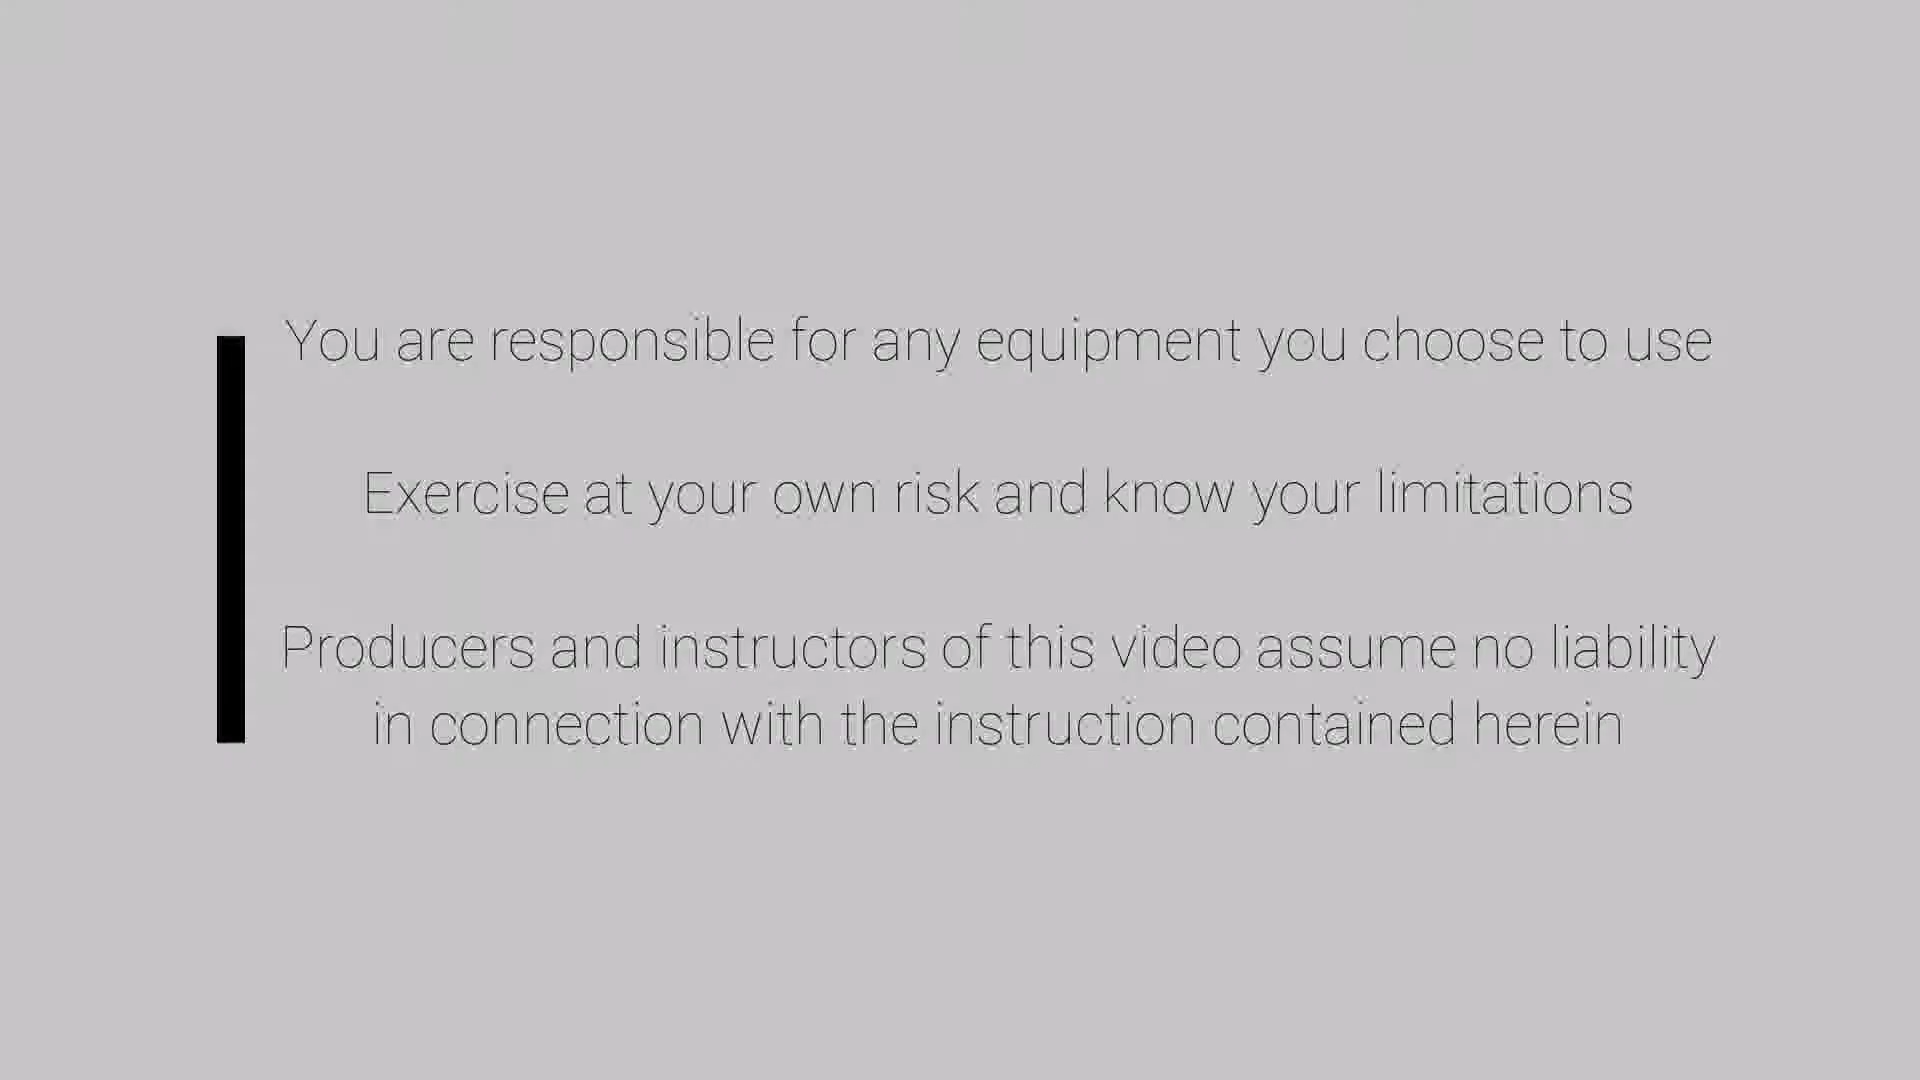 You are responsible for any equipment you choose to use
Exercise at your own risk and know your limitations
Producers and instructors of this video assume no liability
in connection with the instruction contained herein